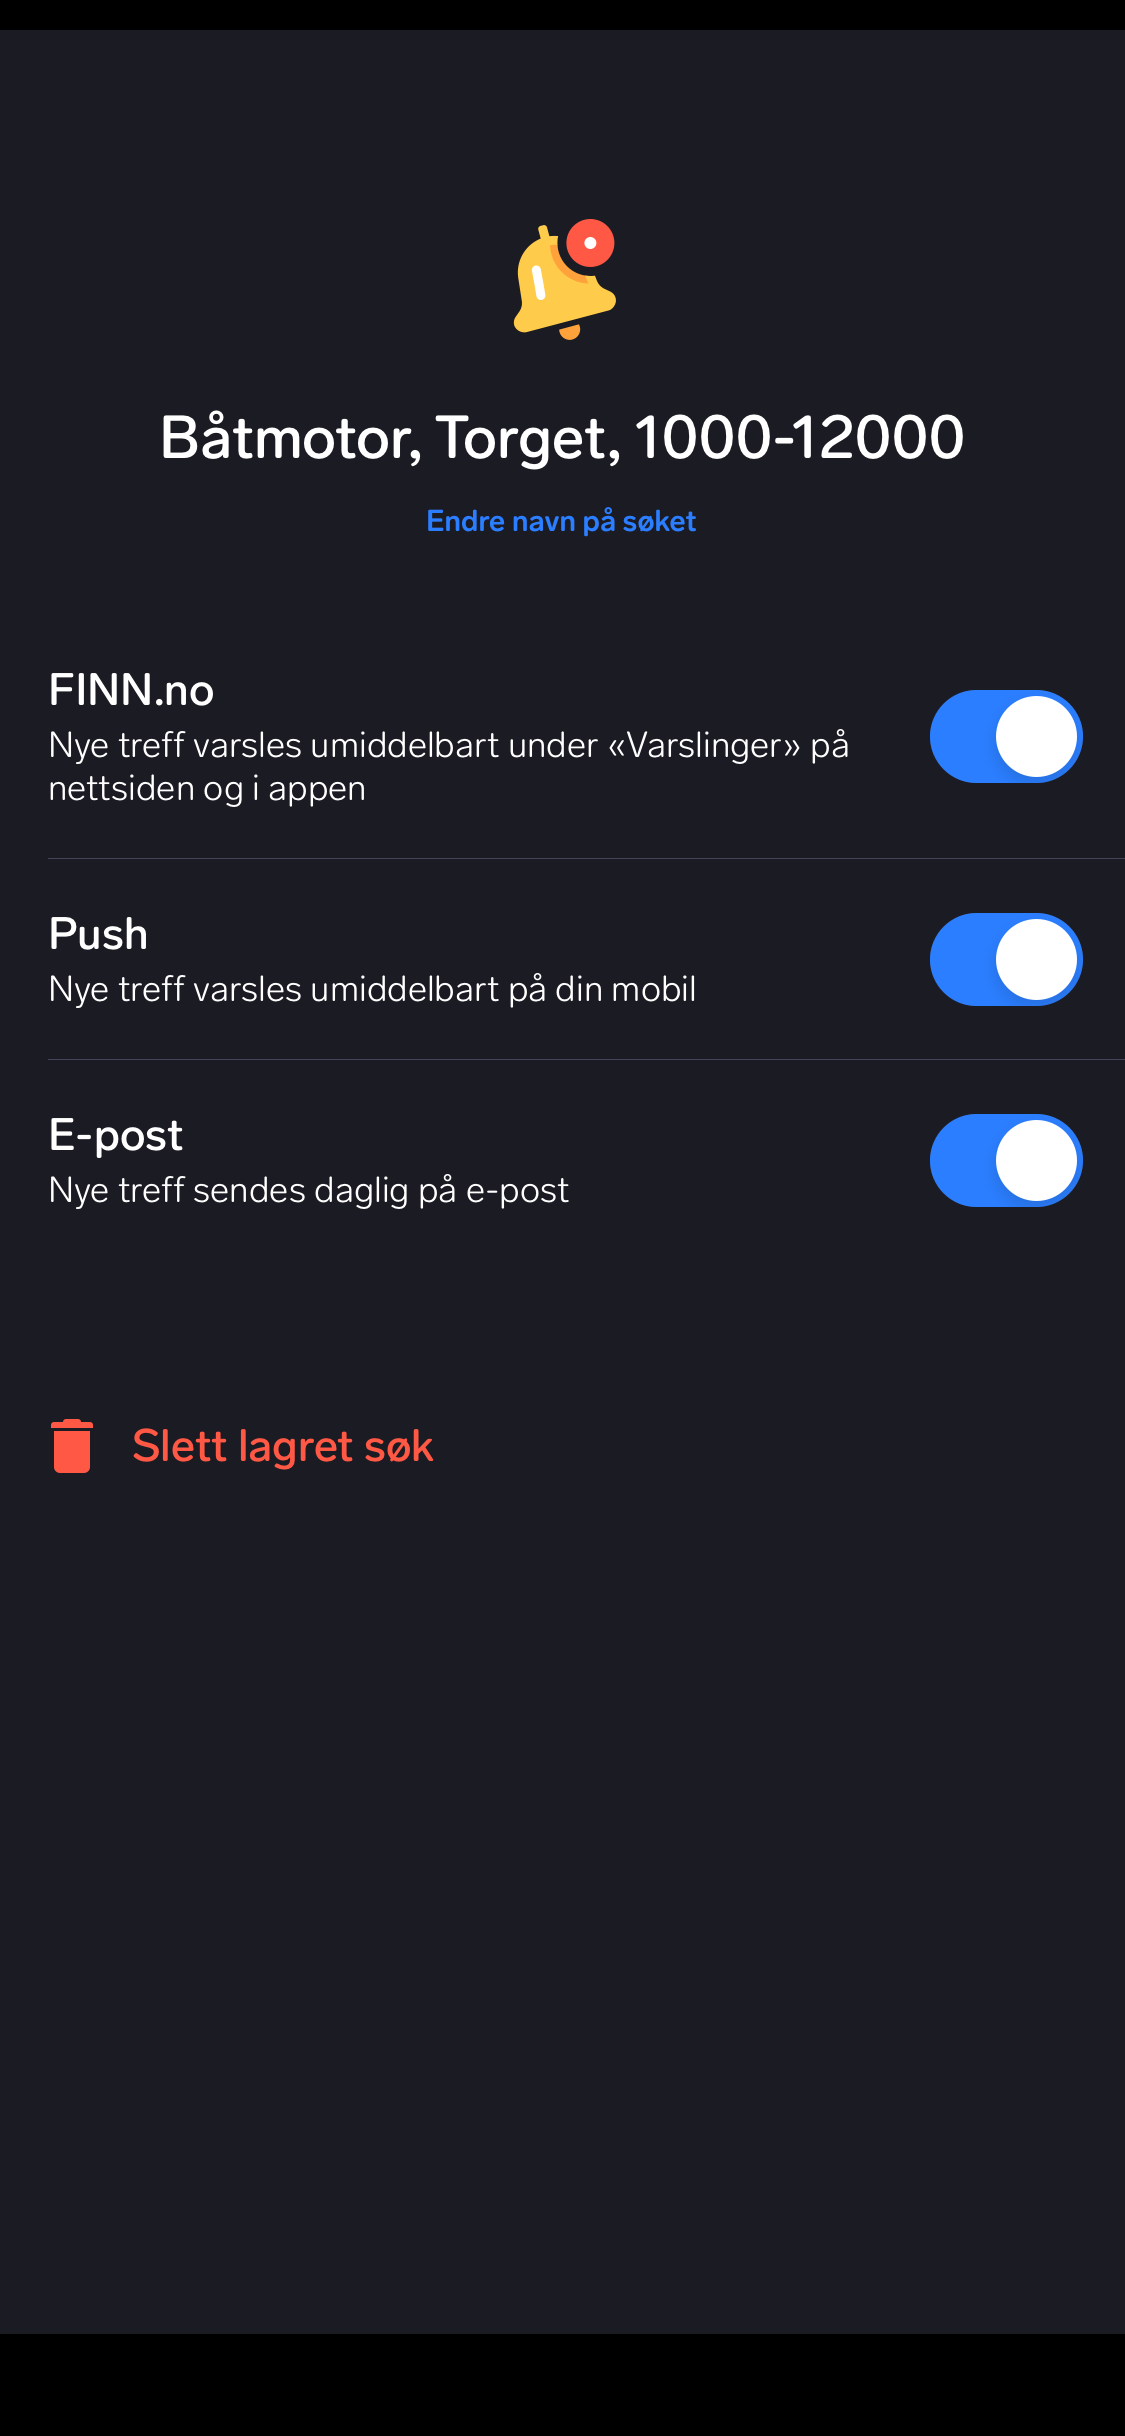 Båtmotor, Torget, 1000-12000
Endre navn på søket
FINN.no
Nye treff varsles umiddelbart under «Varslinger» på
nettsiden og i appen
Push
Nye treff varsles umiddelbart på din mobil
E-post
Nye treff sendes daglig på e-post
Slett lagret søk